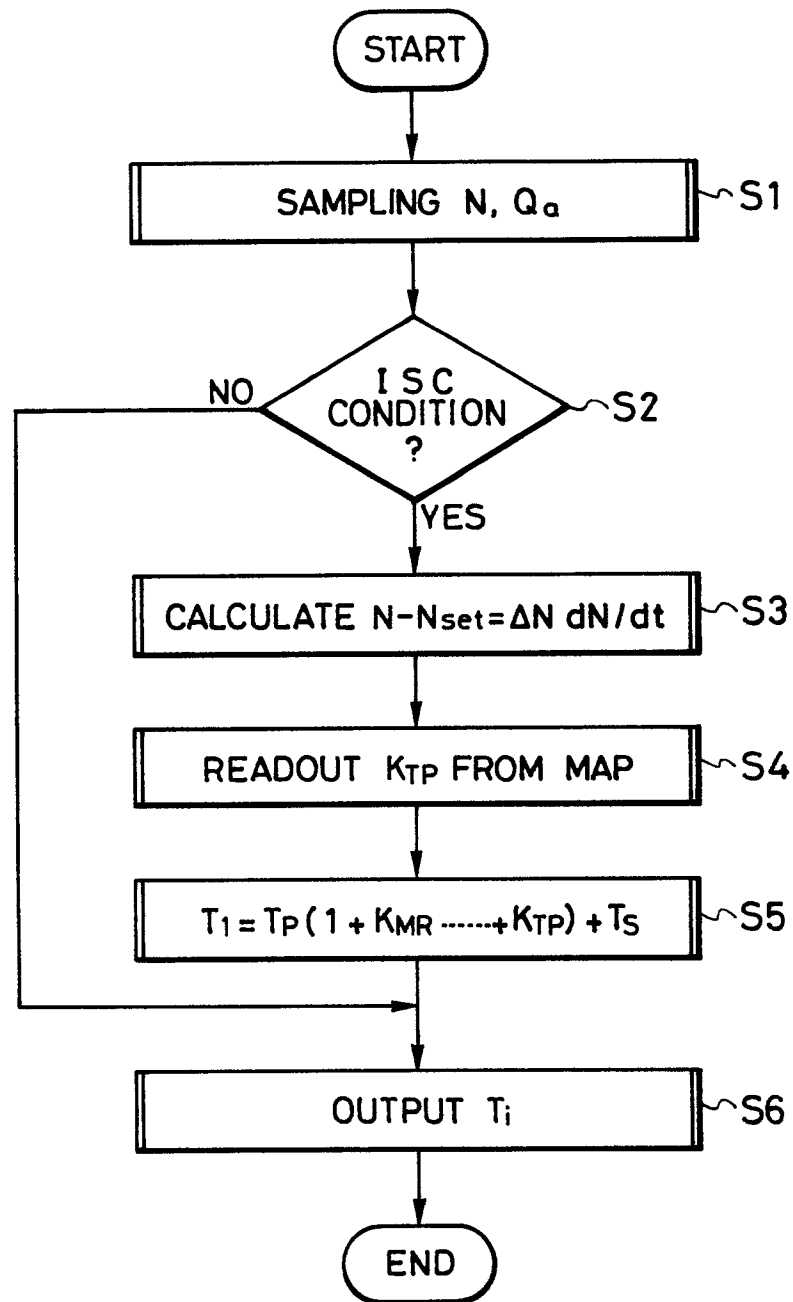 START
SAMPLING N, Qa
S1
I S C
CONDITION
?
S2
NO
YES
CALCULATE N-Nset=ΔN dN/dt
S3
READOUT KTP FROM MAP
S4
T1=TP(1+KMR ......+KTP)+TS
S5
OUTPUT Ti
S6
END